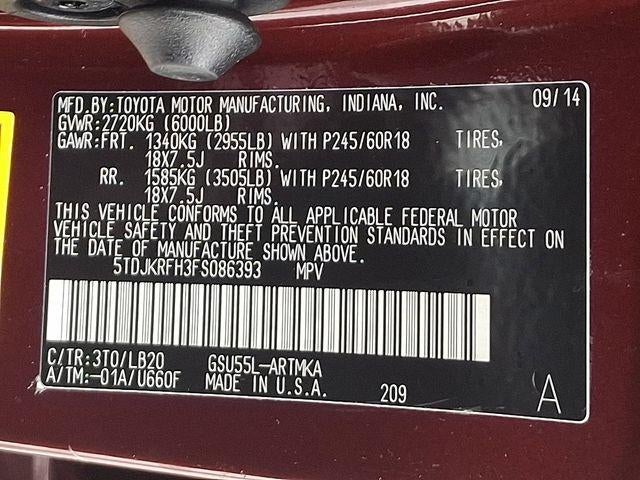 MFD.BY:TOYOTA MOTOR MANUFACTURING, INDIANA, INC. 09/14
GVWR:2720KG (6000LB)
GAWR:FRT. 1340KG (2955LB) WITH P245/60R18 TIRES,
18X7.5J RIMS.
RR. 1585KG (3505LB) WITH P245/60R18 TIRES,
18X7.5J RIMS.
THIS VEHICLE CONFORMS TO ALL APPLICABLE FEDERAL MOTOR
VEHICLE SAFETY AND THEFT PREVENTION STANDARDS IN EFFECT ON
THE DATE OF MANUFACTURE SHOWN ABOVE.
5TDJKRFH3FS086393 MPV
C/TR:3T0/LB20 GSU55L-ARTMKA
A/TM:-01A/U660F MADE IN U.S.A. 209 A